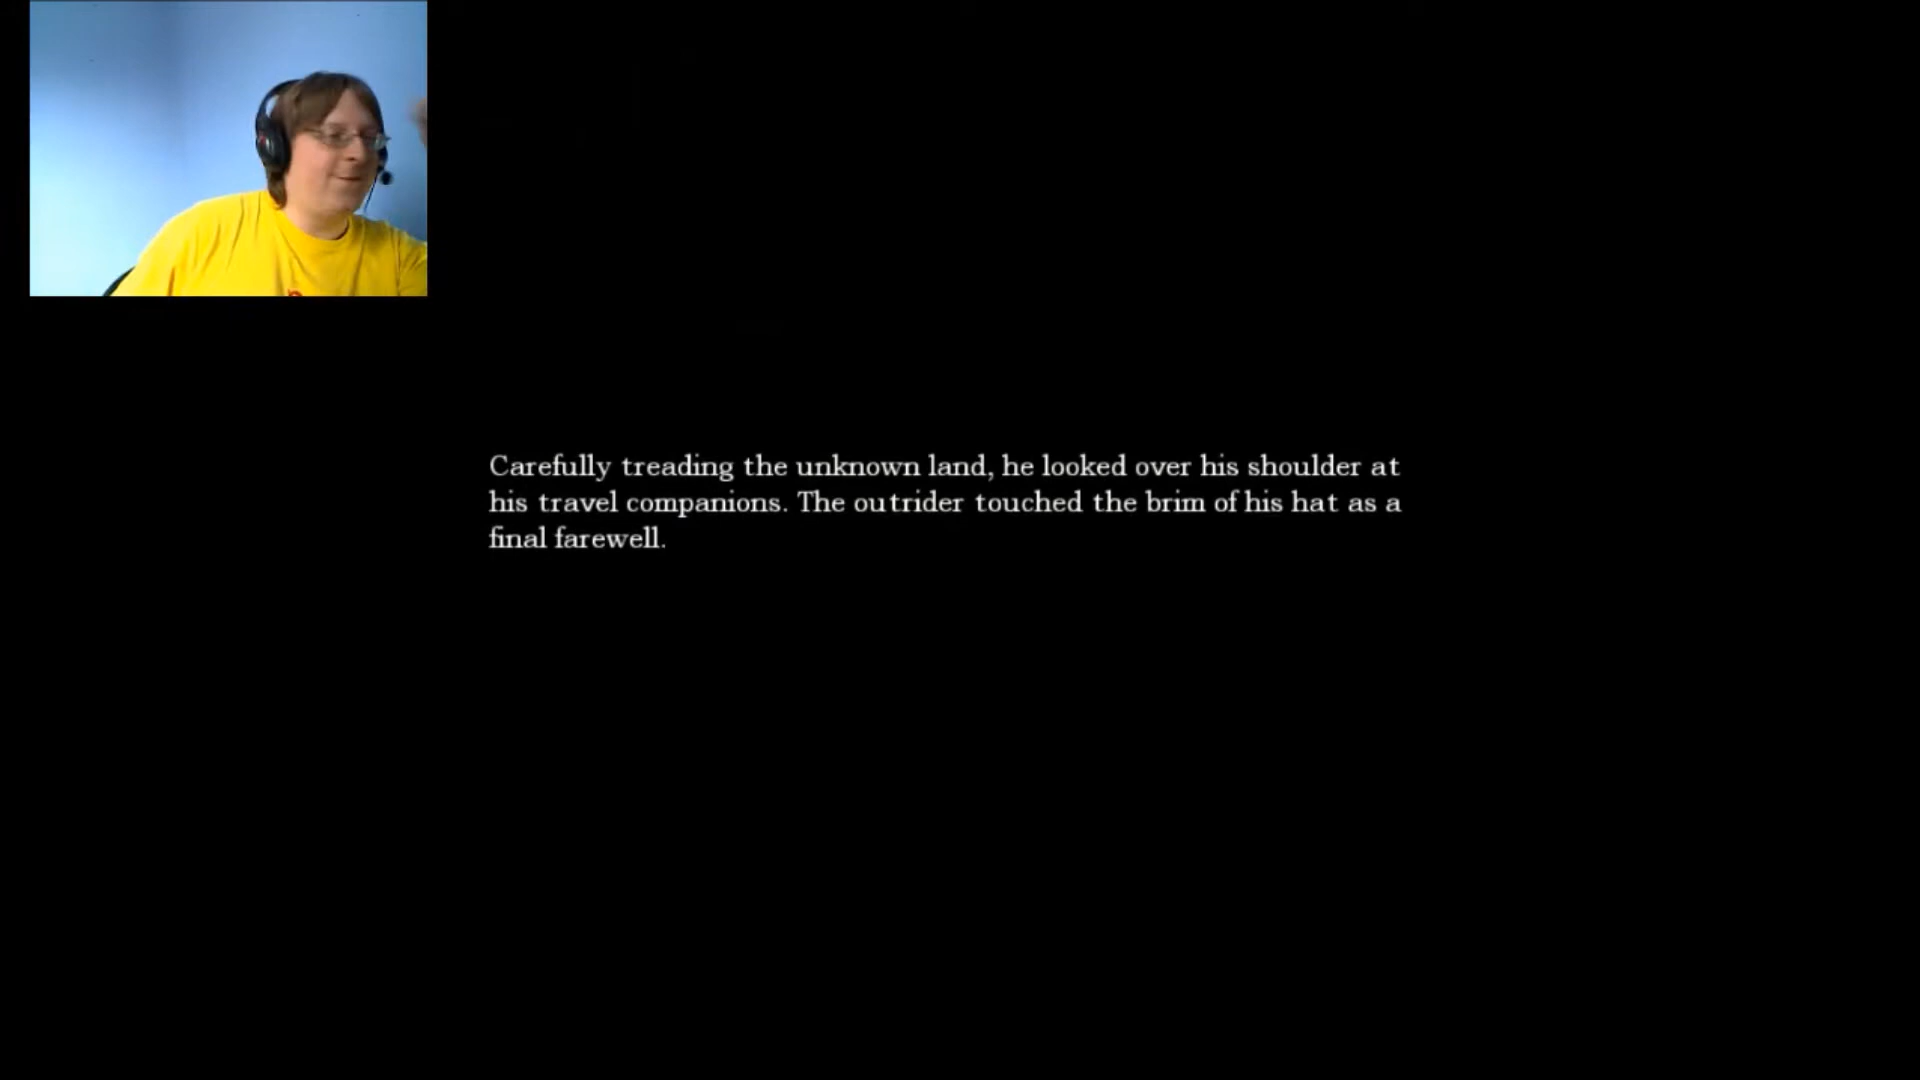 Carefully treading the unknown land, he looked over his shoulder at
his travel companions. The outrider touched the brim of his hat as a
final farewell.